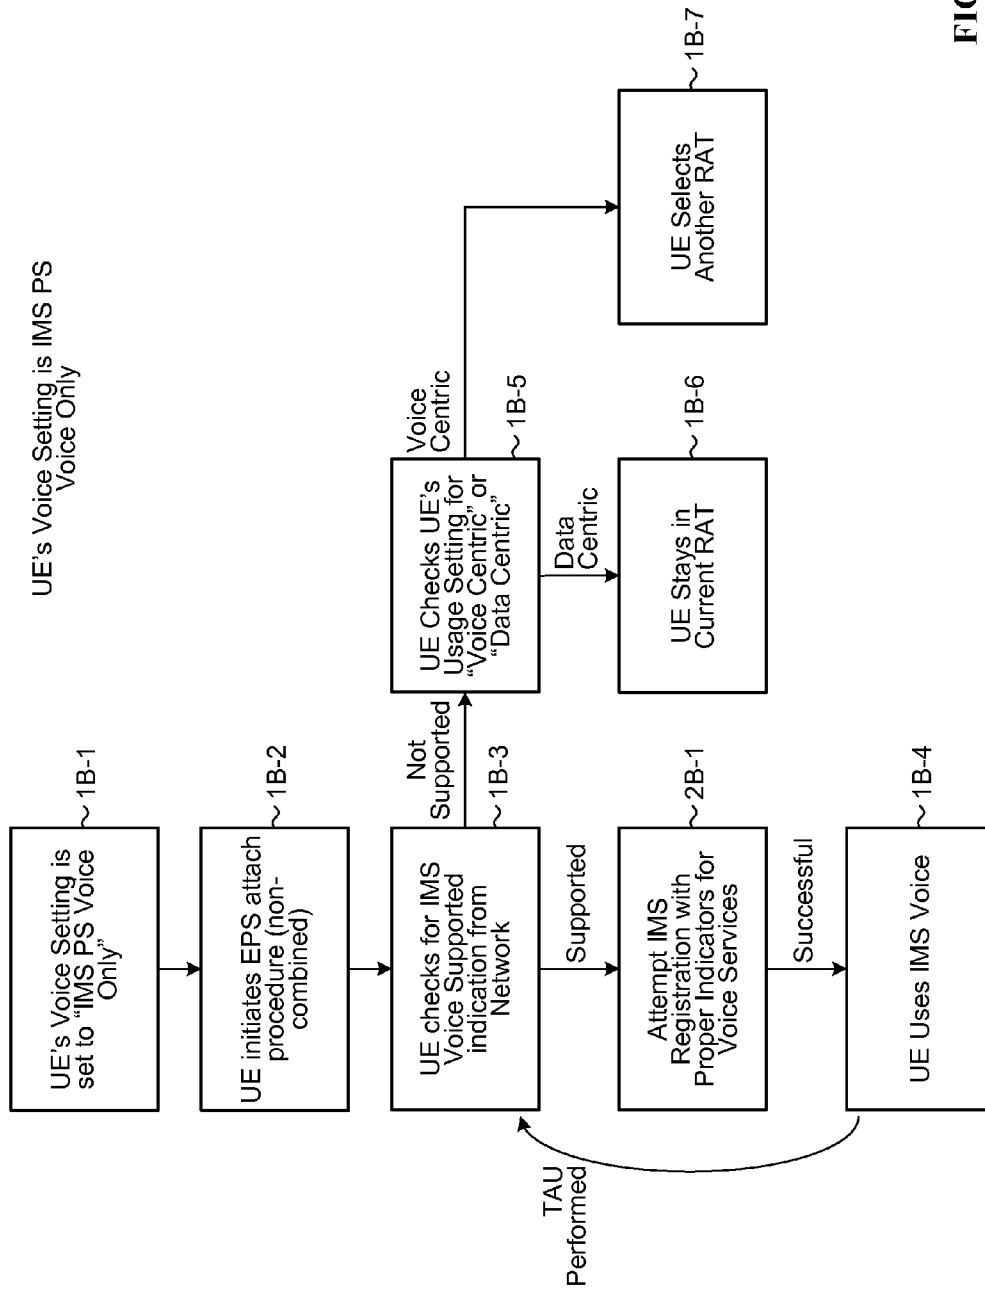 UE's Voice Setting is IMS PS
Voice Only
UE's Voice Setting is
set to “IMS PS Voice
Only”
1B-1
UE initiates EPS attach
procedure (non-
combined)
1B-2
UE checks for IMS
Voice Supported
indication from
Network
1B-3
Not
Supported
UE Checks UE's
Usage Setting for
“Voice Centric” or
“Data Centric”
1B-5
Voice
Centric
Supported
Data
Centric
Attempt IMS
Registration with
Proper Indicators for
Voice Services
2B-1
UE Stays in
Current RAT
1B-6
UE Selects
Another RAT
1B-7
TAU
Performed
Successful
UE Uses IMS Voice
1B-4